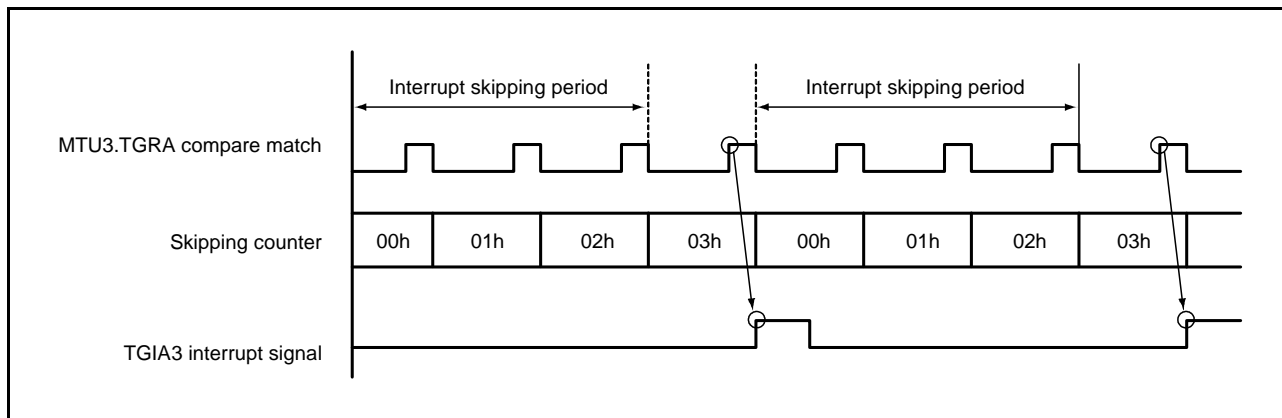 Interrupt skipping period Interrupt skipping period
MTU3.TGRA compare match
Skipping counter 00h 01h 02h 03h 00h 01h 02h 03h
TGIA3 interrupt signal